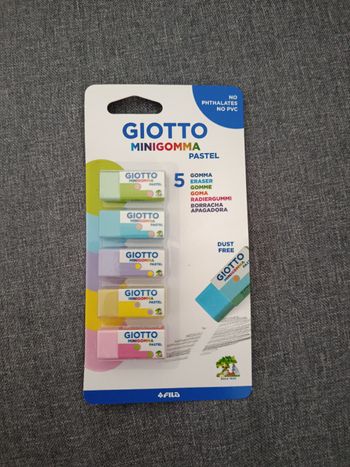 NO
PHTHALATES
NO PVC
GIOTTO
MINIGOMMA
PASTEL
5
GOMMA
ERASER
GOMME
GOMA
RADIERGUMMI
BORRACHA
APAGADORA
DUST
FREE
GIOTTO
MINIGOMMA
PASTEL
GIOTTO
MINIGOMMA
PASTEL
GIOTTO
MINIGOMMA
PASTEL
GIOTTO
MINIGOMMA
PASTEL
GIOTTO
MINIGOMMA
PASTEL
GIOTTO
MINIGOMMA
FILA